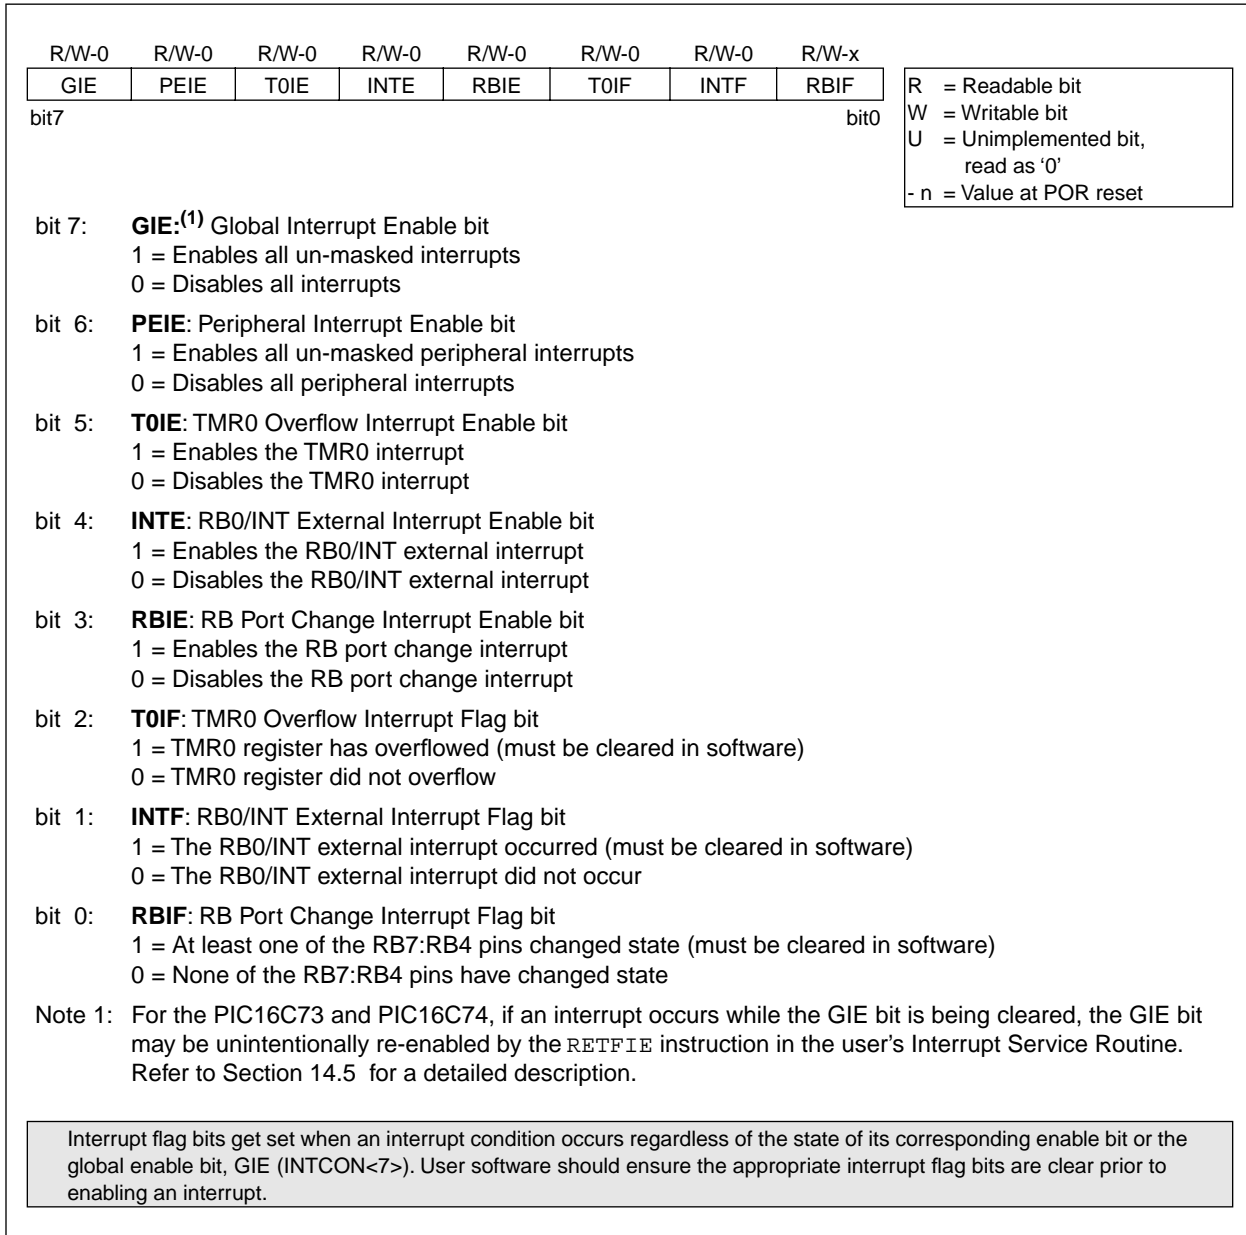 R/W-0 R/W-0 R/W-0 R/W-0 R/W-0 R/W-0 R/W-0 R/W-x
GIE PEIE T0IE INTE RBIE T0IF INTF RBIF
bit7 bit0
R = Readable bit
W = Writable bit
U = Unimplemented bit,
read as ‘0’
- n = Value at POR reset
bit 7: GIE:(1) Global Interrupt Enable bit
1 = Enables all un-masked interrupts
0 = Disables all interrupts
bit 6: PEIE: Peripheral Interrupt Enable bit
1 = Enables all un-masked peripheral interrupts
0 = Disables all peripheral interrupts
bit 5: T0IE: TMR0 Overflow Interrupt Enable bit
1 = Enables the TMR0 interrupt
0 = Disables the TMR0 interrupt
bit 4: INTE: RB0/INT External Interrupt Enable bit
1 = Enables the RB0/INT external interrupt
0 = Disables the RB0/INT external interrupt
bit 3: RBIE: RB Port Change Interrupt Enable bit
1 = Enables the RB port change interrupt
0 = Disables the RB port change interrupt
bit 2: T0IF: TMR0 Overflow Interrupt Flag bit
1 = TMR0 register has overflowed (must be cleared in software)
0 = TMR0 register did not overflow
bit 1: INTF: RB0/INT External Interrupt Flag bit
1 = The RB0/INT external interrupt occurred (must be cleared in software)
0 = The RB0/INT external interrupt did not occur
bit 0: RBIF: RB Port Change Interrupt Flag bit
1 = At least one of the RB7:RB4 pins changed state (must be cleared in software)
0 = None of the RB7:RB4 pins have changed state
Note 1: For the PIC16C73 and PIC16C74, if an interrupt occurs while the GIE bit is being cleared, the GIE bit
may be unintentionally re-enabled by the RETFIE instruction in the user’s Interrupt Service Routine.
Refer to Section 14.5 for a detailed description.
Interrupt flag bits get set when an interrupt condition occurs regardless of the state of its corresponding enable bit or the
global enable bit, GIE (INTCON<7>). User software should ensure the appropriate interrupt flag bits are clear prior to
enabling an interrupt.